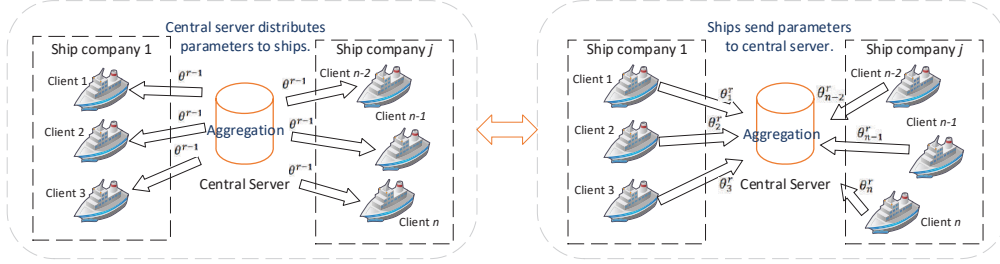 Central server distributes
parameters to ships.
Ship company 1
Ship company j
Client 1
θ^{r-1}
θ^{r-1}
Client n-2
Client 2
θ^{r-1}
Aggregation
θ^{r-1}
Client n-1
θ^{r-1}
θ^{r-1}
Client 3
Central Server
Client n
Ships send parameters
to central server.
Ship company 1
Ship company j
Client 1
θ_1^r
θ_{n-2}^r
Client n-2
Client 2
θ_2^r
Aggregation
θ_{n-1}^r
Client n-1
Client 3
θ_3^r
Central Server
θ_n^r
Client n